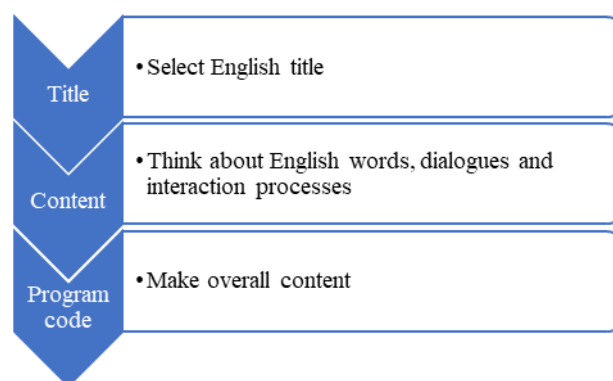 Title
• Select English title
Content
• Think about English words, dialogues and
interaction processes
Program
code
• Make overall content